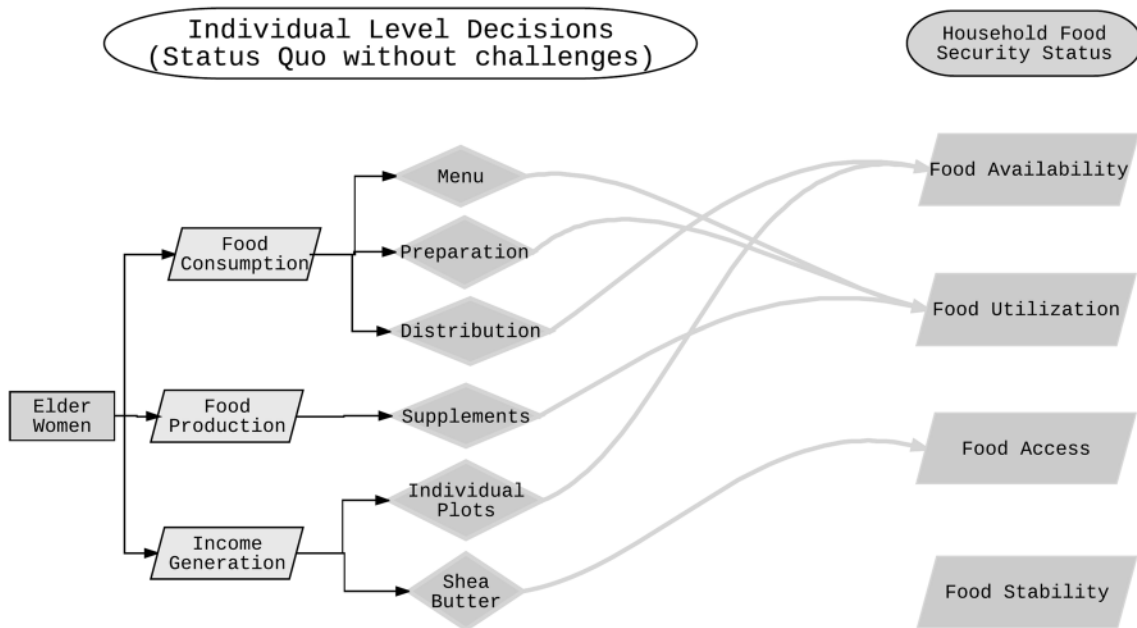 Individual Level Decisions
(Status Quo without challenges)
Household Food
Security Status
Menu
Food Availability
Food
Consumption
Preparation
Distribution
Food Utilization
Elder
Women
Food
Production
Supplements
Food Access
Individual
Plots
Income
Generation
Shea
Butter
Food Stability